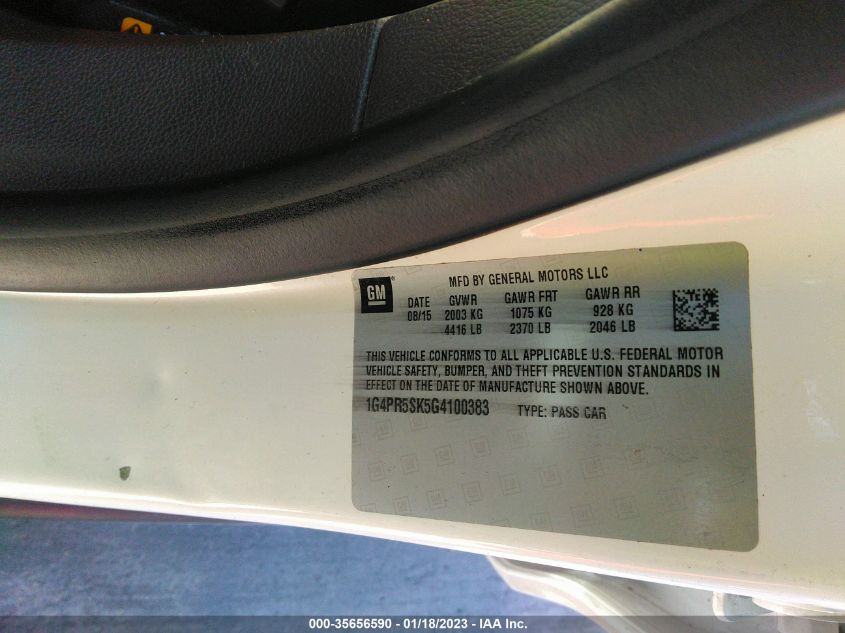 MFD BY GENERAL MOTORS LLC
GM®
DATE GVWR GAWR FRT GAWR RR
08/15 2003 KG 1075 KG 928 KG
4416 LB 2370 LB 2046 LB
THIS VEHICLE CONFORMS TO ALL APPLICABLE U.S. FEDERAL MOTOR
VEHICLE SAFETY, BUMPER, AND THEFT PREVENTION STANDARDS IN
EFFECT ON THE DATE OF MANUFACTURE SHOWN ABOVE.
1G4PR5SK5G4100383 TYPE: PASS CAR
000-35656590 - 01/18/2023 - IAA Inc.